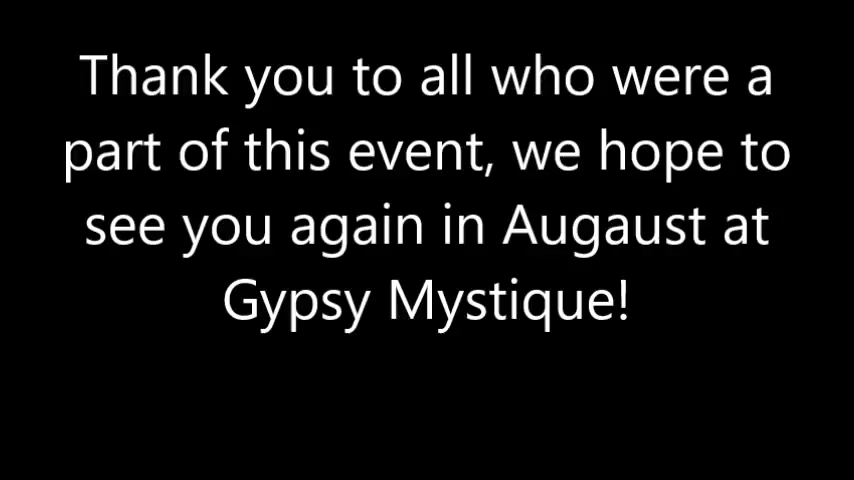 Thank you to all who were a
part of this event, we hope to
see you again in Augaust at
Gypsy Mystique!